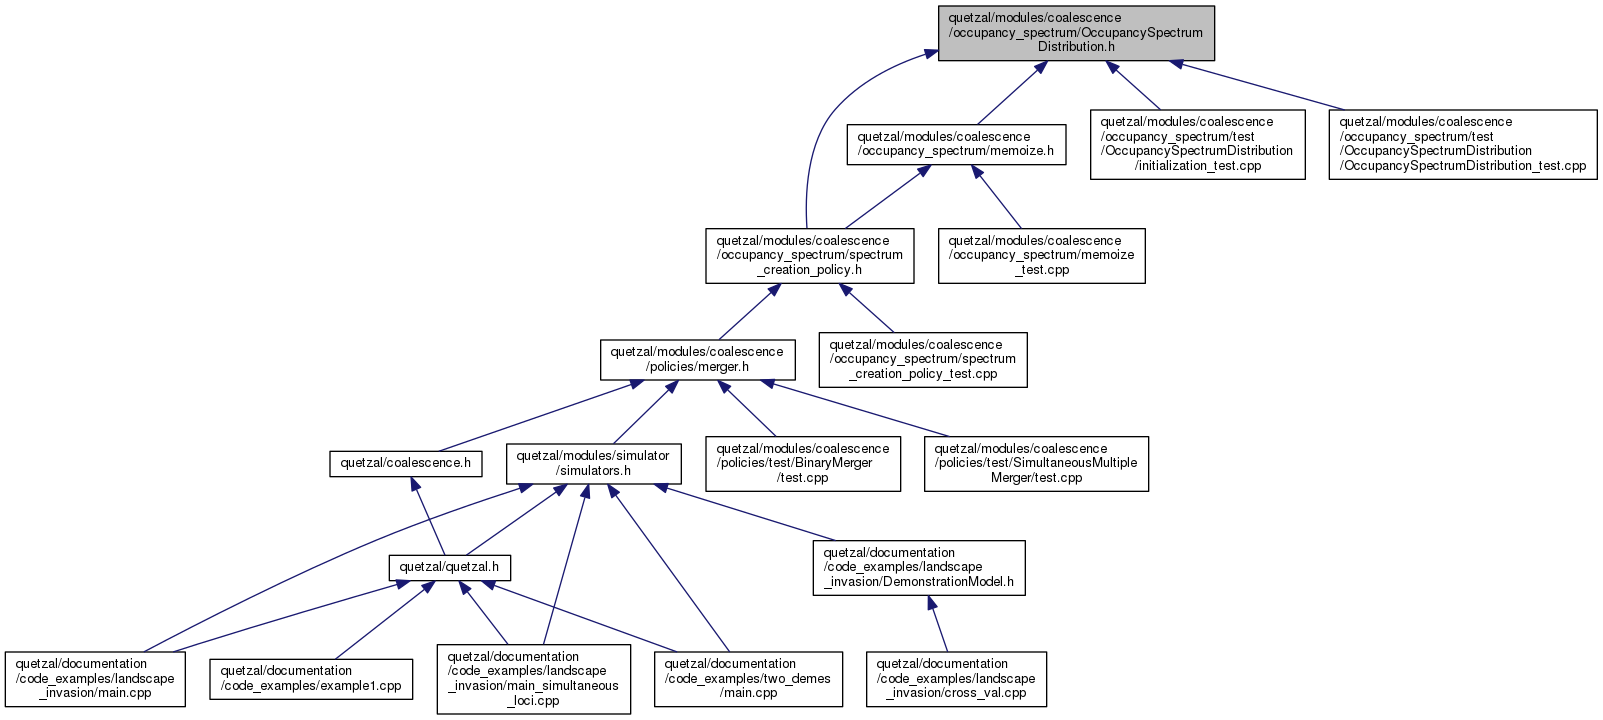 quetzal/modules/coalescence
/occupancy_spectrum/OccupancySpectrum
Distribution.h
quetzal/modules/coalescence
/occupancy_spectrum/memoize.h
quetzal/modules/coalescence
/occupancy_spectrum/test
/OccupancySpectrumDistribution
/initialization_test.cpp
quetzal/modules/coalescence
/occupancy_spectrum/test
/OccupancySpectrumDistribution
/OccupancySpectrumDistribution_test.cpp
quetzal/modules/coalescence
/occupancy_spectrum/spectrum
_creation_policy.h
quetzal/modules/coalescence
/occupancy_spectrum/memoize
_test.cpp
quetzal/modules/coalescence
/policies/merger.h
quetzal/modules/coalescence
/occupancy_spectrum/spectrum
_creation_policy_test.cpp
quetzal/coalescence.h
quetzal/modules/simulator
/simulators.h
quetzal/modules/coalescence
/policies/test/BinaryMerger
/test.cpp
quetzal/modules/coalescence
/policies/test/SimultaneousMultiple
Merger/test.cpp
quetzal/quetzal.h
quetzal/documentation
/code_examples/landscape
_invasion/DemonstrationModel.h
quetzal/documentation
/code_examples/landscape
_invasion/main.cpp
quetzal/documentation
/code_examples/example1.cpp
quetzal/documentation
/code_examples/landscape
_invasion/main_simultaneous
_loci.cpp
quetzal/documentation
/code_examples/two_demes
/main.cpp
quetzal/documentation
/code_examples/landscape
_invasion/cross_val.cpp